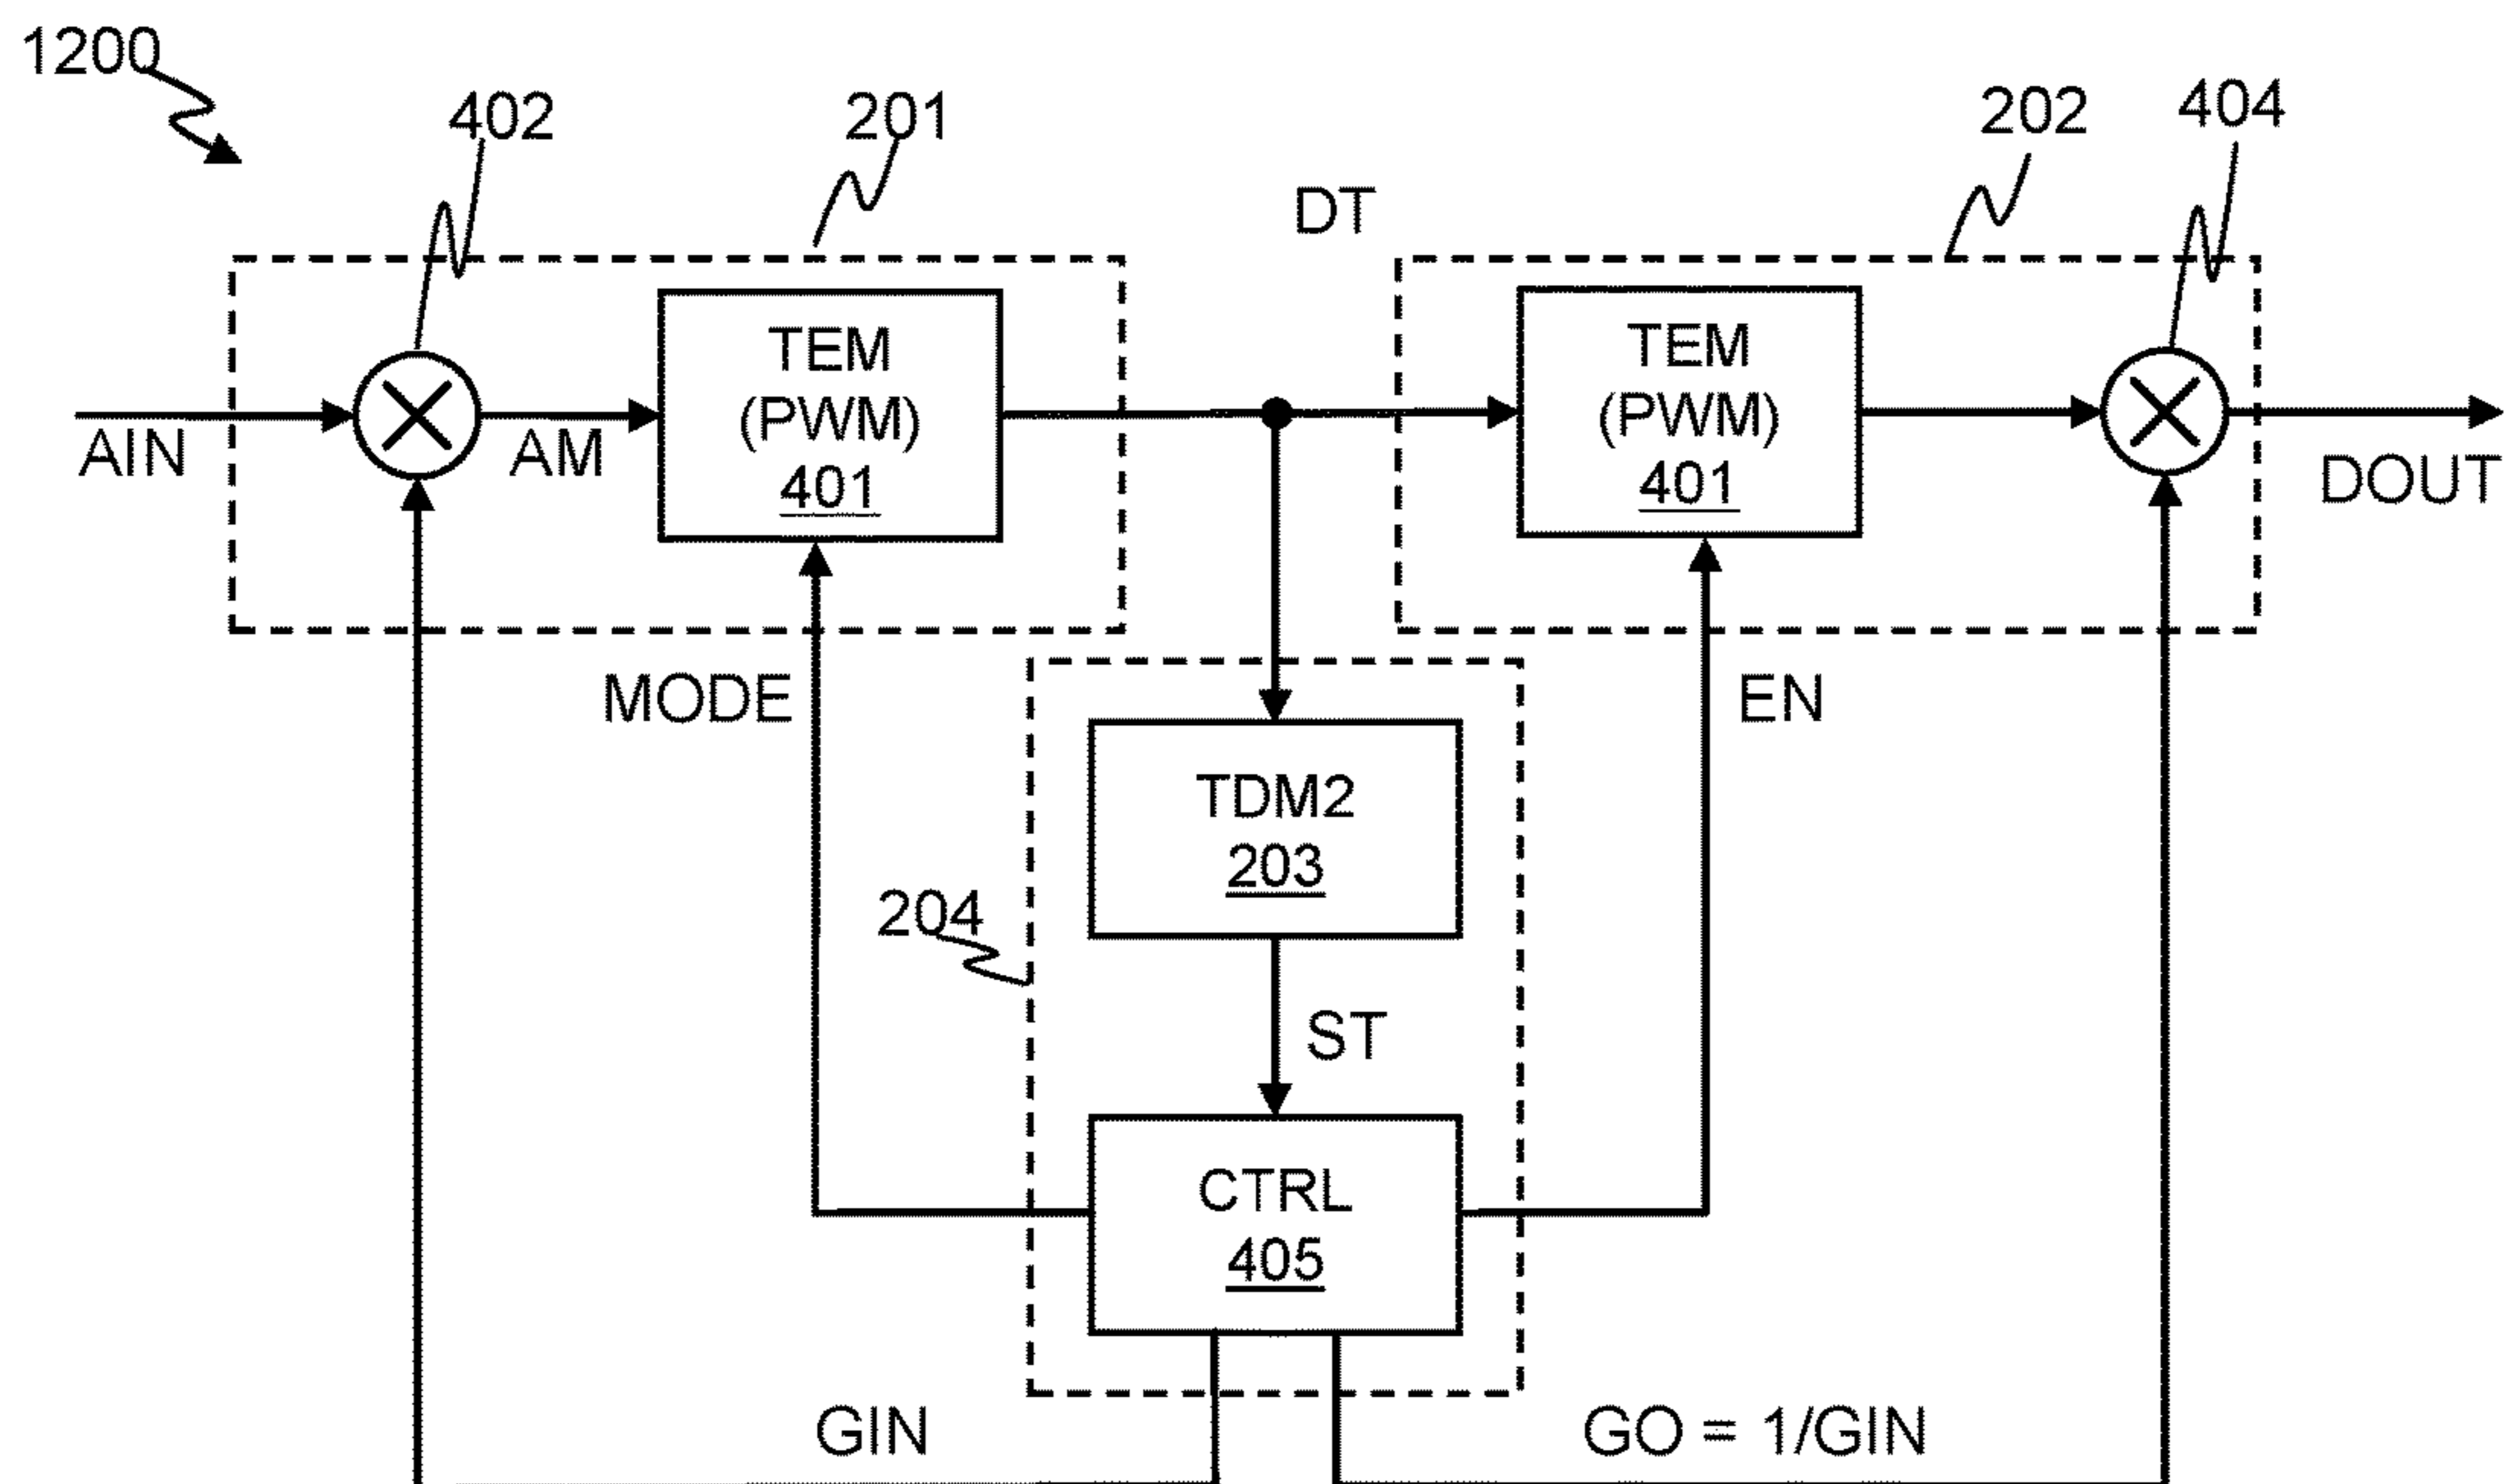 1200
402
201
202
404
DT
TEM
(PWM)
401
TEM
(PWM)
401
AIN
AM
DOUT
MODE
EN
TDM2
203
204
ST
CTRL
405
GIN
GO = 1/GIN